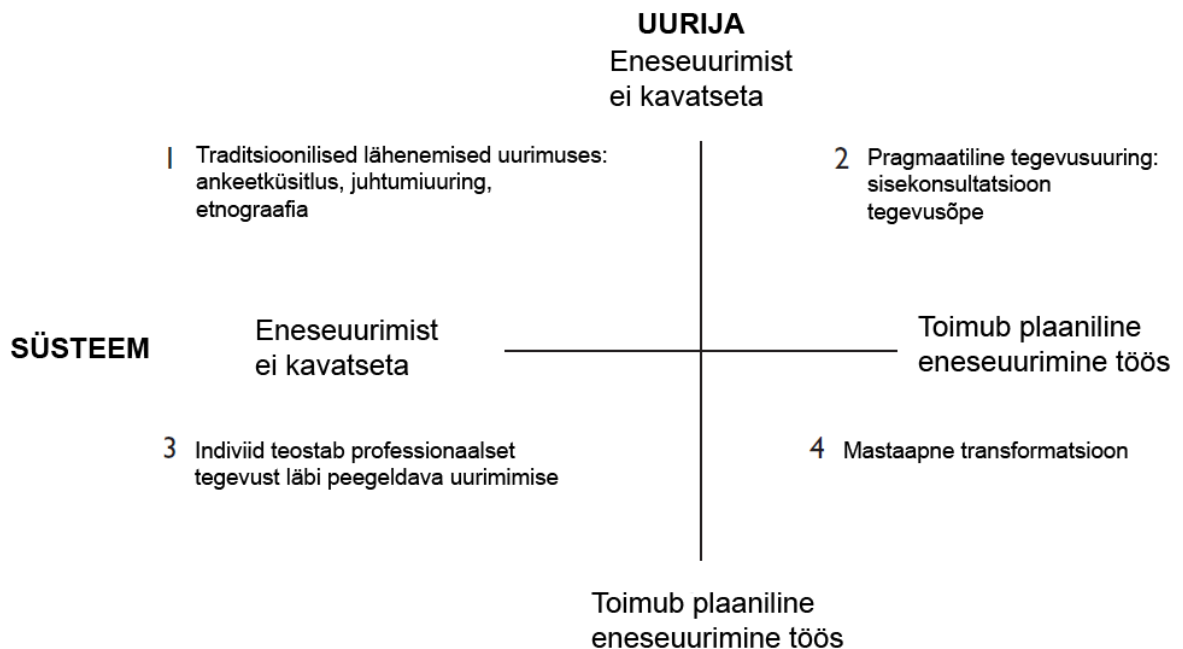 UURIJA
Eneseuurimist
ei kavatseta
1 Traditsioonilised lähenemised uurimuses:
ankeetküsitlus, juhtumiuuring,
etnograafia
2 Pragmaatiline tegevusuuring:
sisekonsultatsioon
tegevusõpe
SÜSTEEM
Eneseuurimist
ei kavatseta
Toimub plaaniline
eneseuurimine töös
3 Indiviid teostab professionaalset
tegevust läbi peegeldava uurimimise
4 Mastaapne transformatsioon
Toimub plaaniline
eneseuurimine töös